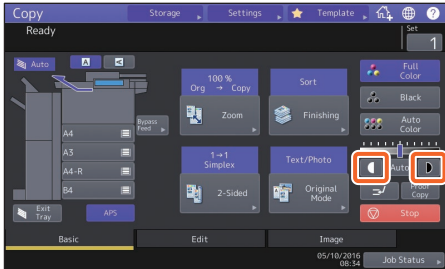 Copy
Storage
Settings
Template
?
Ready
Set
1
Auto
A
A
100 %
Org → Copy
Zoom
Sort
Finishing
Full
Color
Black
Auto
Color
Bypass
Feed
A4
A3
A4-R
B4
1→1
Simplex
2-Sided
Text/Photo
Original
Mode
Auto
Proof
Copy
Exit
Tray
APS
Stop
Basic
Edit
Image
05/10/2016
08:34
Job Status